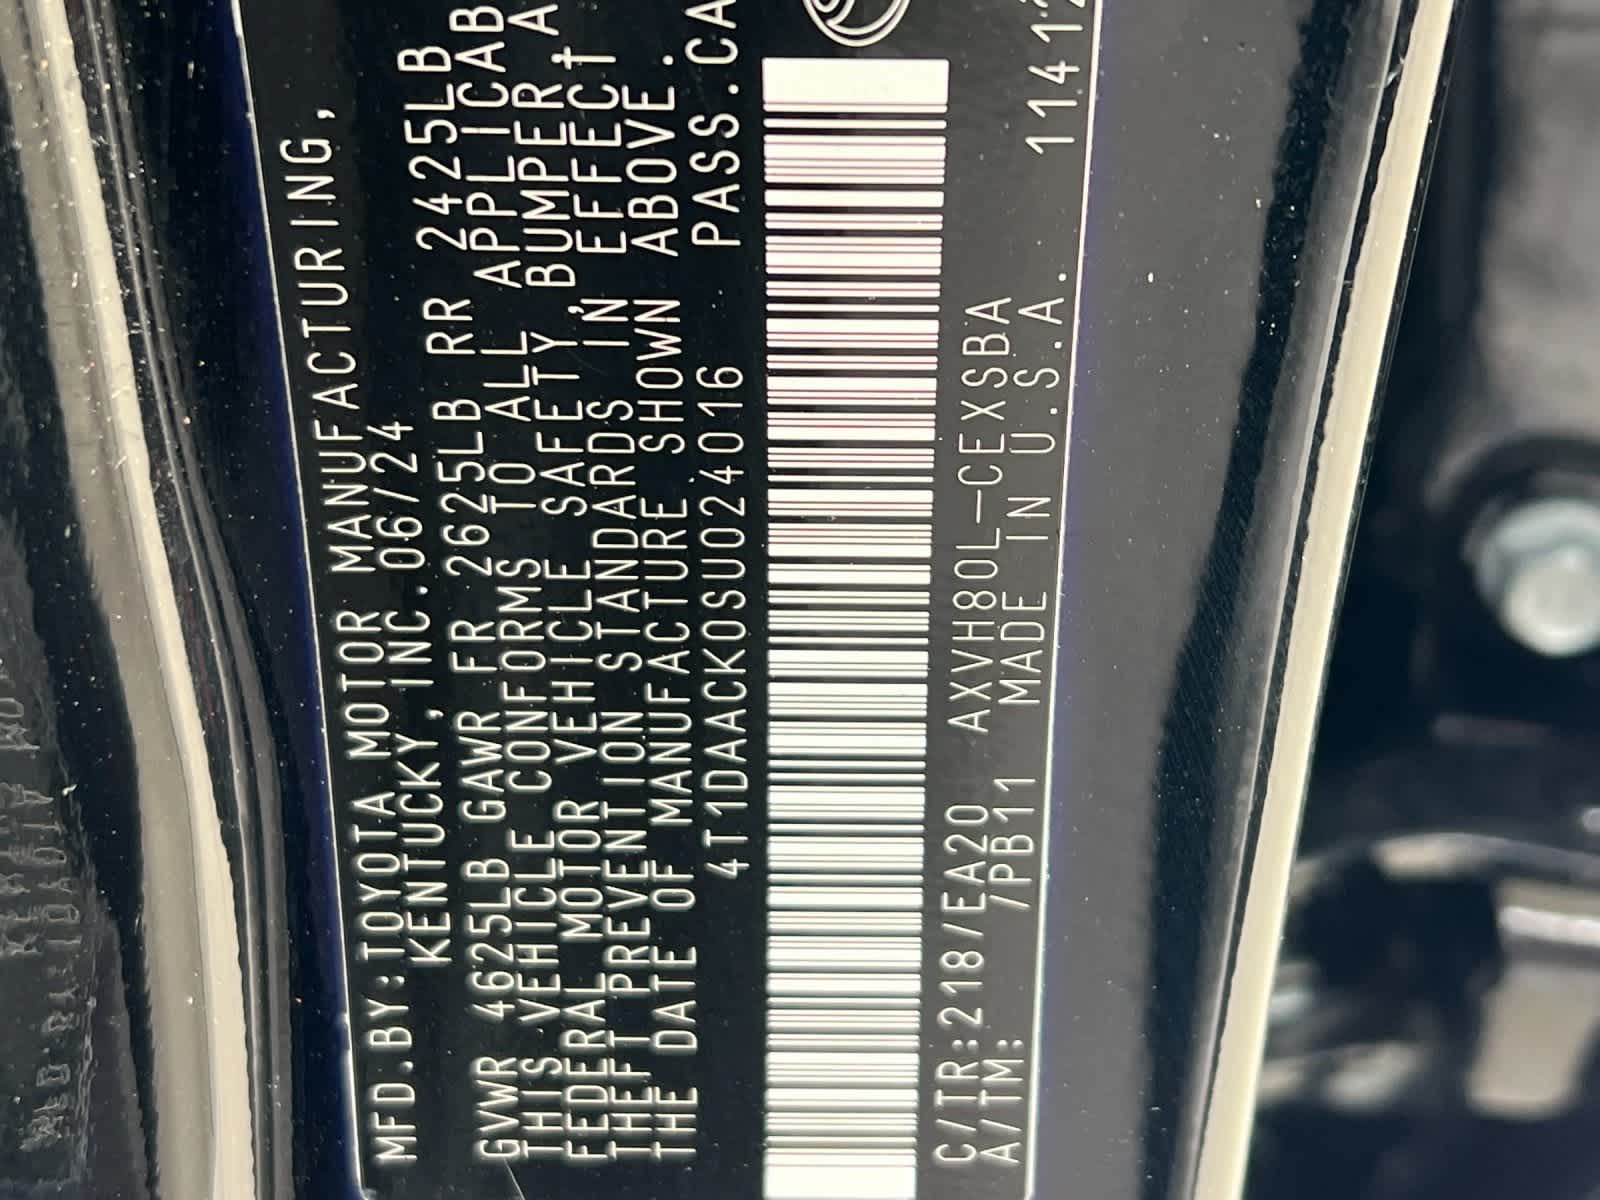 MFD.BY:TOYOTA MOTOR MANUFACTURING,
KENTUCKY, INC.06/24
GVWR 4625LB GAWR FR 2625LB RR 2425LB
THIS VEHICLE CONFORMS TO ALL APPLICAB
FEDERAL MOTOR VEHICLE SAFETY,BUMPER,A
THEFT PREVENTION STANDARDS IN EFFECT
THE DATE OF MANUFACTURE SHOWN ABOVE.
4T1DAACK0SU024016 PASS.CA
C/TR:218/EA20 AXVH80L-CEXSBA
A/TM: /PB11 MADE IN U.S.A. 11412